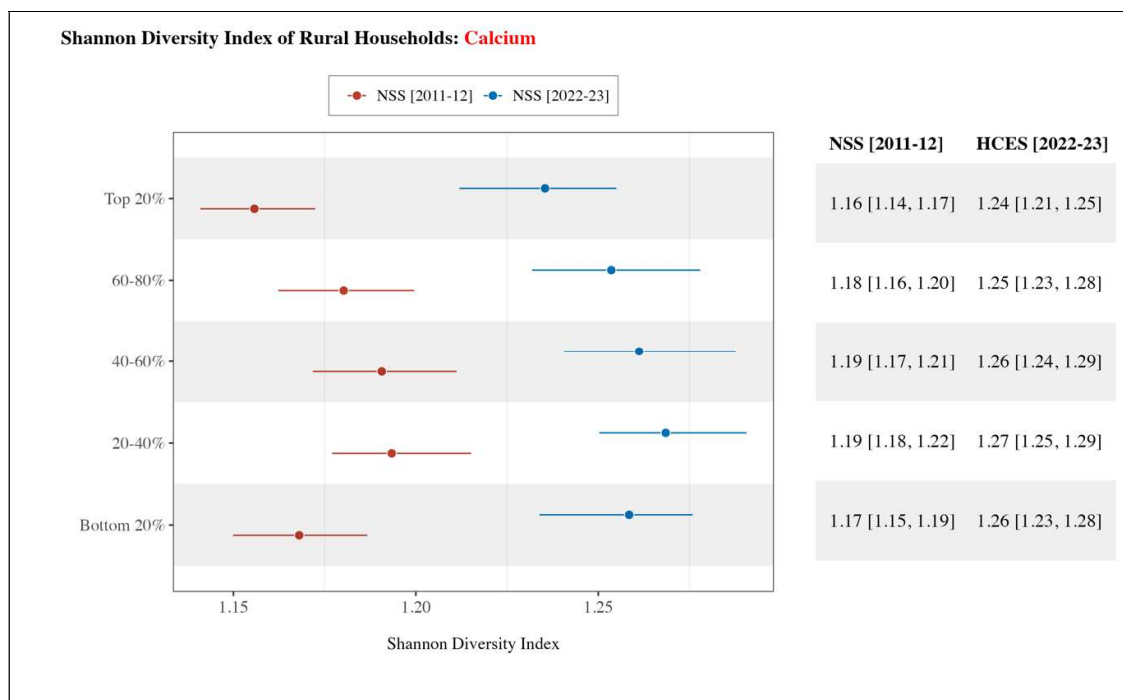 Shannon Diversity Index of Rural Households: Calcium
NSS [2011-12] NSS [2022-23]
NSS [2011-12] HCES [2022-23]
Top 20% 1.16 [1.14, 1.17] 1.24 [1.21, 1.25]
60-80% 1.18 [1.16, 1.20] 1.25 [1.23, 1.28]
40-60% 1.19 [1.17, 1.21] 1.26 [1.24, 1.29]
20-40% 1.19 [1.18, 1.22] 1.27 [1.25, 1.29]
Bottom 20% 1.17 [1.15, 1.19] 1.26 [1.23, 1.28]
1.15 1.20 1.25
Shannon Diversity Index